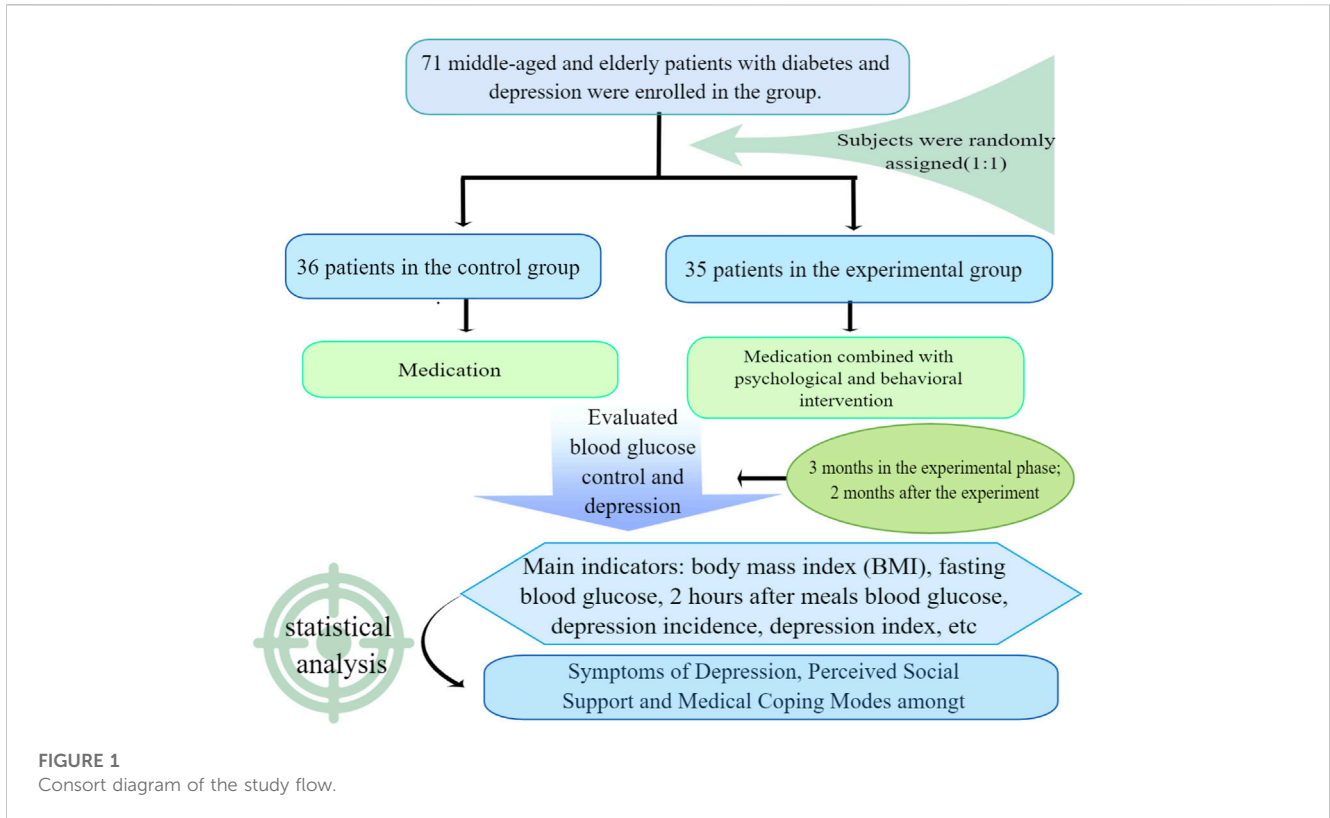 71 middle-aged and elderly patients with diabetes and
depression were enrolled in the group.
Subjects were randomly
assigned(1:1)
36 patients in the control group
35 patients in the experimental group
Medication
Medication combined with
psychological and behavioral
intervention
Evaluated
blood glucose
control and
depression
3 months in the experimental phase;
2 months after the experiment
Main indicators: body mass index (BMI), fasting
blood glucose, 2 hours after meals blood glucose,
depression incidence, depression index, etc
statistical
analysis
Symptoms of Depression, Perceived Social
Support and Medical Coping Modes amongt
FIGURE 1
Consort diagram of the study flow.